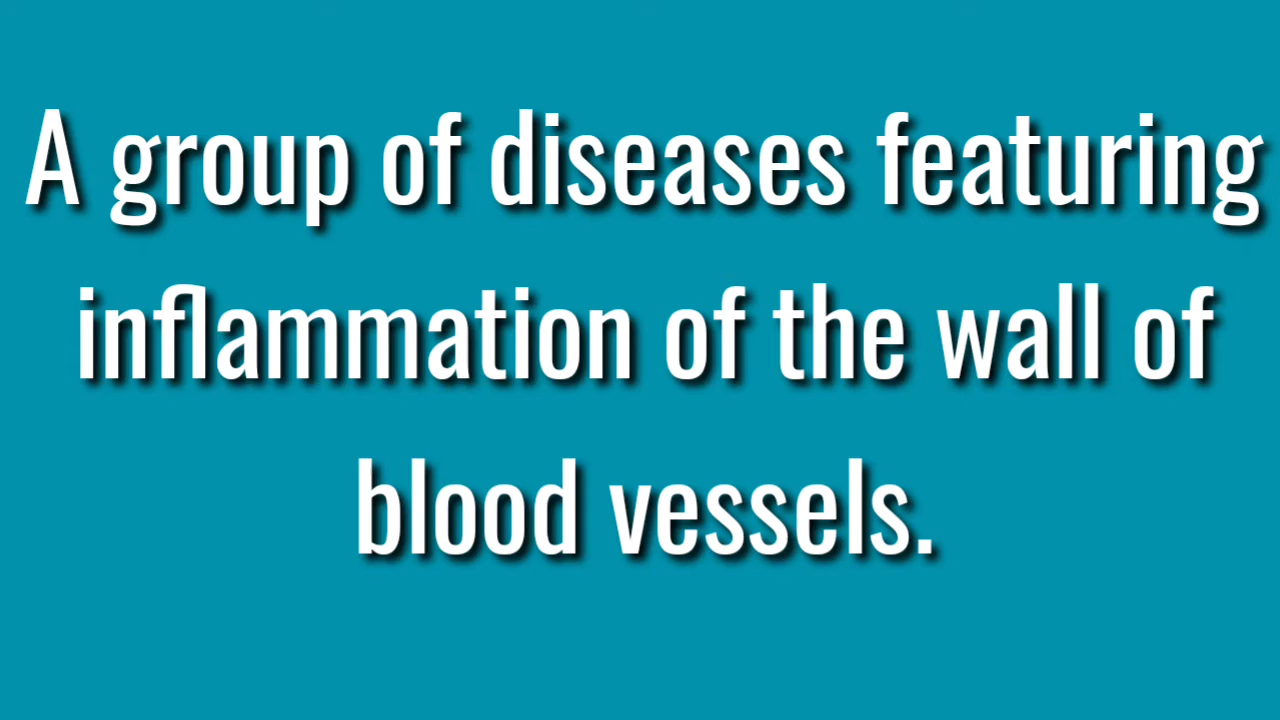 A group of diseases featuring
inflammation of the wall of
blood vessels.